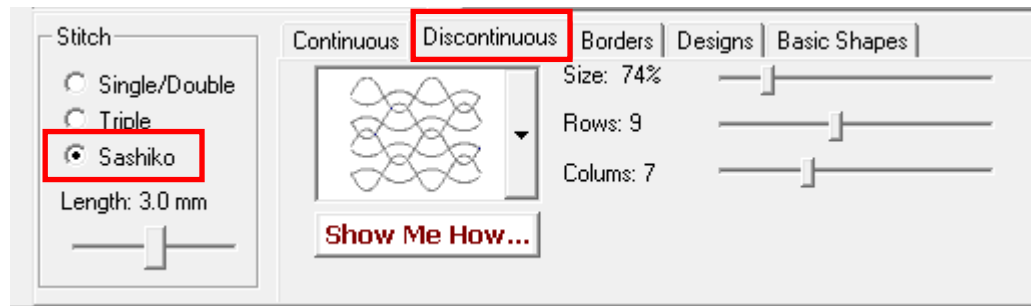 Stitch
Single/Double
Triple
Sashiko
Length: 3.0 mm
Continuous Discontinuous Borders Designs Basic Shapes
Size: 74%
Rows: 9
Colums: 7
Show Me How...